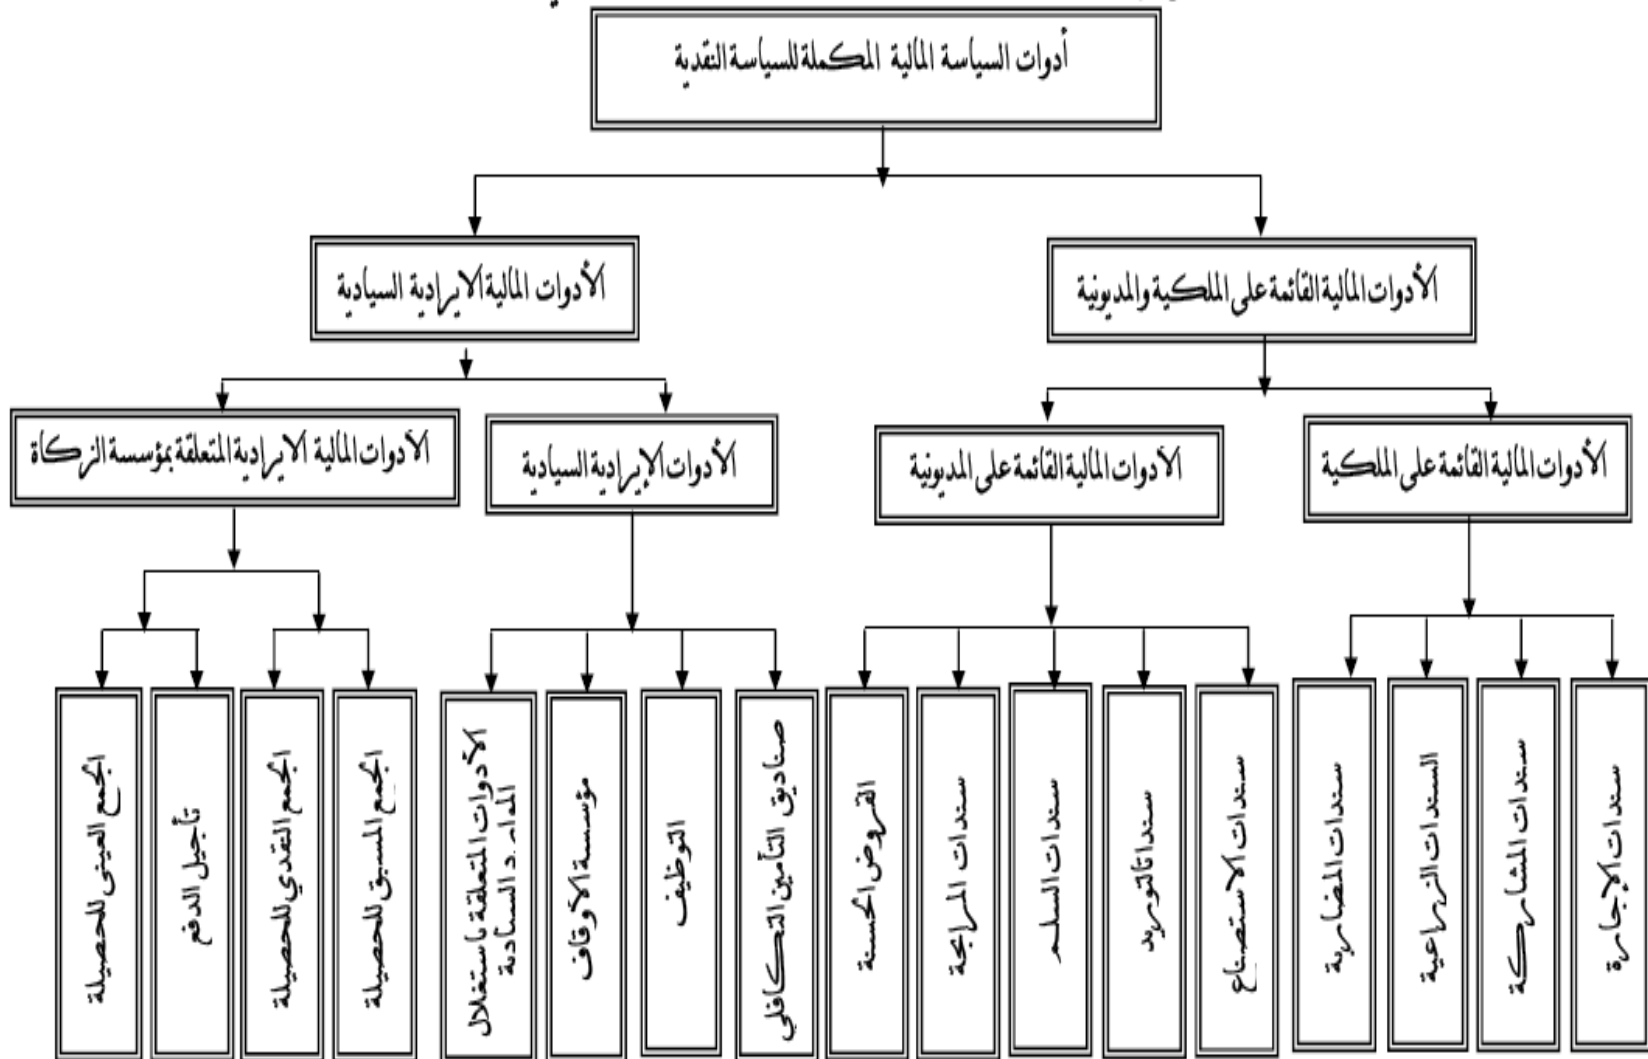 أدوات السياسة المالية المكملة للسياسة النقدية
الأدوات المالية القائمة على الملكية والمديونية
الأدوات المالية الايرادية السيادية
الأدوات المالية القائمة على الملكية
الأدوات المالية القائمة على المديونية
الأدوات الإيرادية السيادية
الأدوات المالية الايرادية المتعلقة بمؤسسة الزكاة
سندات الإجارة
سندات المشاركة
السندات الزراعية
سندات المضاربة
سندات الاستصناع
سندات التوريد
سندات السلم
سندات المرابحة
القروض الحسنة
صناديق التأمين التكافلي
التوظيف
مؤسسة الأوقاف
الأدوات المتعلقة باستغلال
الموارد السيادية
الجمع المسبق للحصيلة
الجمع النقدي للحصيلة
تأجيل الدفع
الجمع العيني للحصيلة